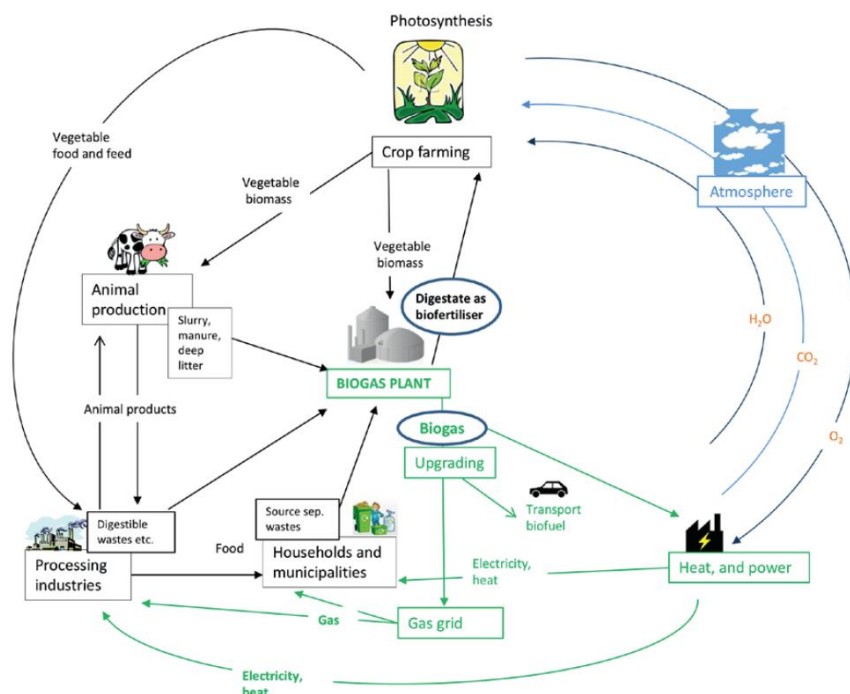 Photosynthesis
Vegetable
food and feed
Crop farming
Atmosphere
Vegetable
biomass
Vegetable
biomass
Animal
production
Digestate as
biofertiliser
Slurry,
manure,
deep
litter
H₂O
CO₂
BIOGAS PLANT
Animal products
Biogas
O₂
Upgrading
Transport
biofuel
Digestible
wastes etc.
Source sep.
wastes
Food
Processing
industries
Households and
municipalities
Electricity,
heat
Heat, and power
Gas
Gas grid
Electricity,
heat